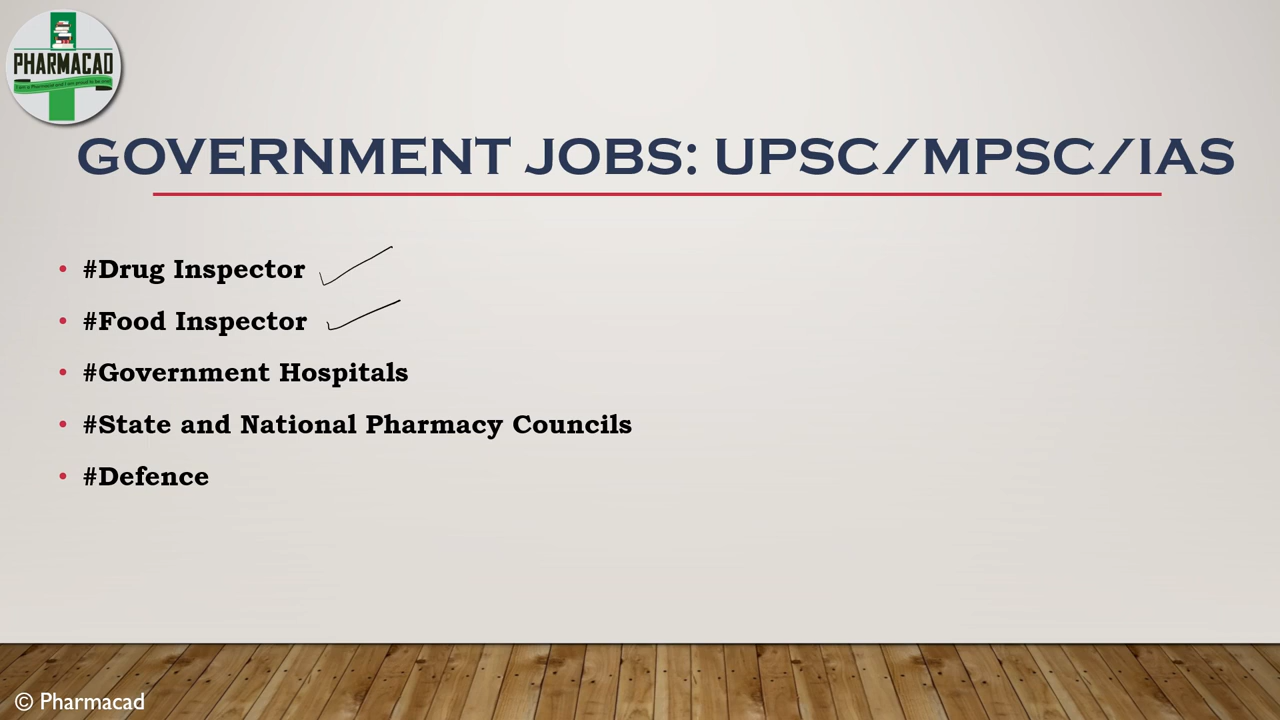 PHARMACAD
GOVERNMENT JOBS: UPSC/MPSC/IAS
• #Drug Inspector
• #Food Inspector
• #Government Hospitals
• #State and National Pharmacy Councils
• #Defence
© Pharmacad